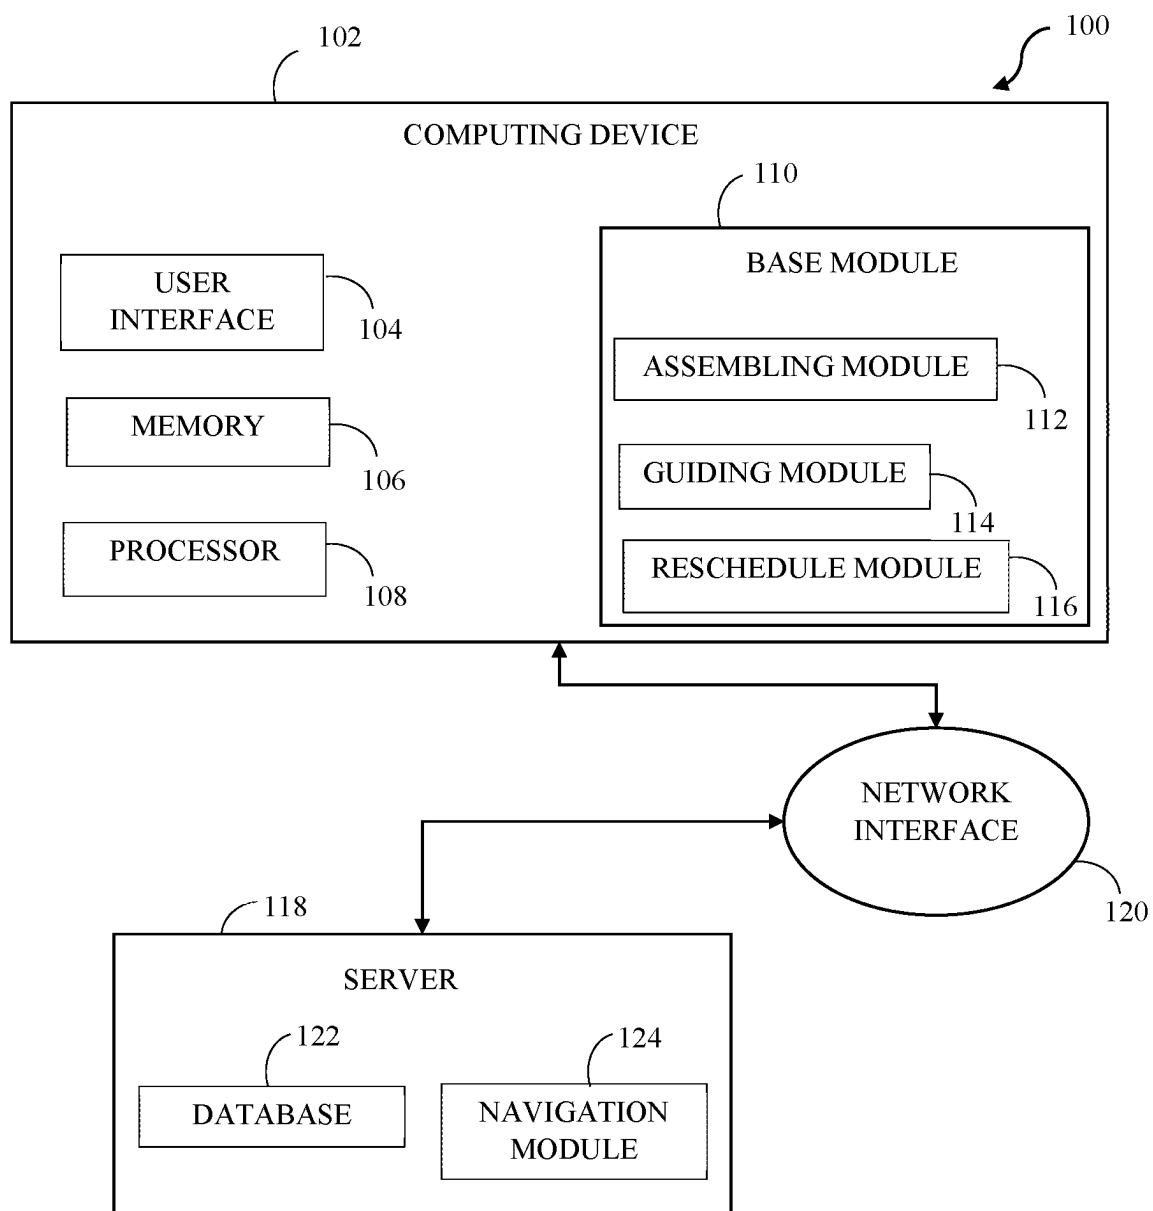 102
100
COMPUTING DEVICE
110
BASE MODULE
USER
INTERFACE
104
ASSEMBLING MODULE
112
MEMORY
106
GUIDING MODULE
114
PROCESSOR
108
RESCHEDULE MODULE
116
NETWORK
INTERFACE
120
118
SERVER
122
124
DATABASE
NAVIGATION
MODULE